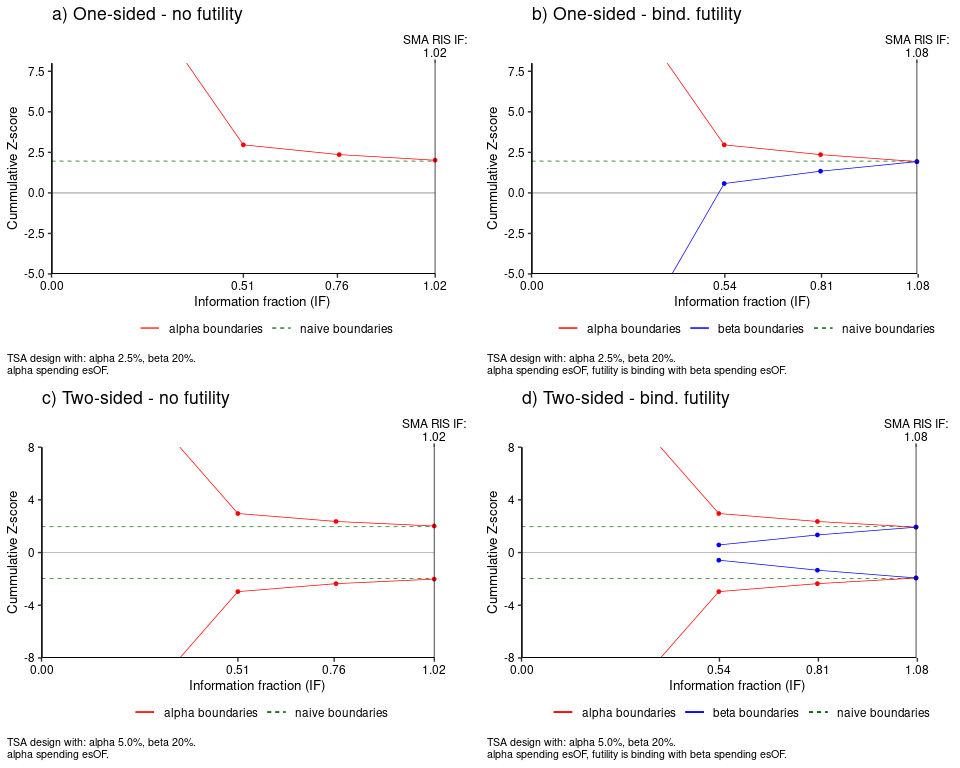 a) One-sided - no futility
SMA RIS IF:
1.02
7.5
5.0
2.5
0.0
-2.5
-5.0
Cummulative Z-score
0.00 0.51 0.76 1.02
Information fraction (IF)
alpha boundaries naive boundaries
TSA design with: alpha 2.5%, beta 20%.
alpha spending esOF.
b) One-sided - bind. futility
SMA RIS IF:
1.08
7.5
5.0
2.5
0.0
-2.5
-5.0
Cummulative Z-score
0.00 0.54 0.81 1.08
Information fraction (IF)
alpha boundaries beta boundaries naive boundaries
TSA design with: alpha 2.5%, beta 20%.
alpha spending esOF, futility is binding with beta spending esOF.
c) Two-sided - no futility
SMA RIS IF:
1.02
8
4
0
-4
-8
Cummulative Z-score
0.00 0.51 0.76 1.02
Information fraction (IF)
alpha boundaries naive boundaries
TSA design with: alpha 5.0%, beta 20%.
alpha spending esOF.
d) Two-sided - bind. futility
SMA RIS IF:
1.08
8
4
0
-4
-8
Cummulative Z-score
0.00 0.54 0.81 1.08
Information fraction (IF)
alpha boundaries beta boundaries naive boundaries
TSA design with: alpha 5.0%, beta 20%.
alpha spending esOF, futility is binding with beta spending esOF.